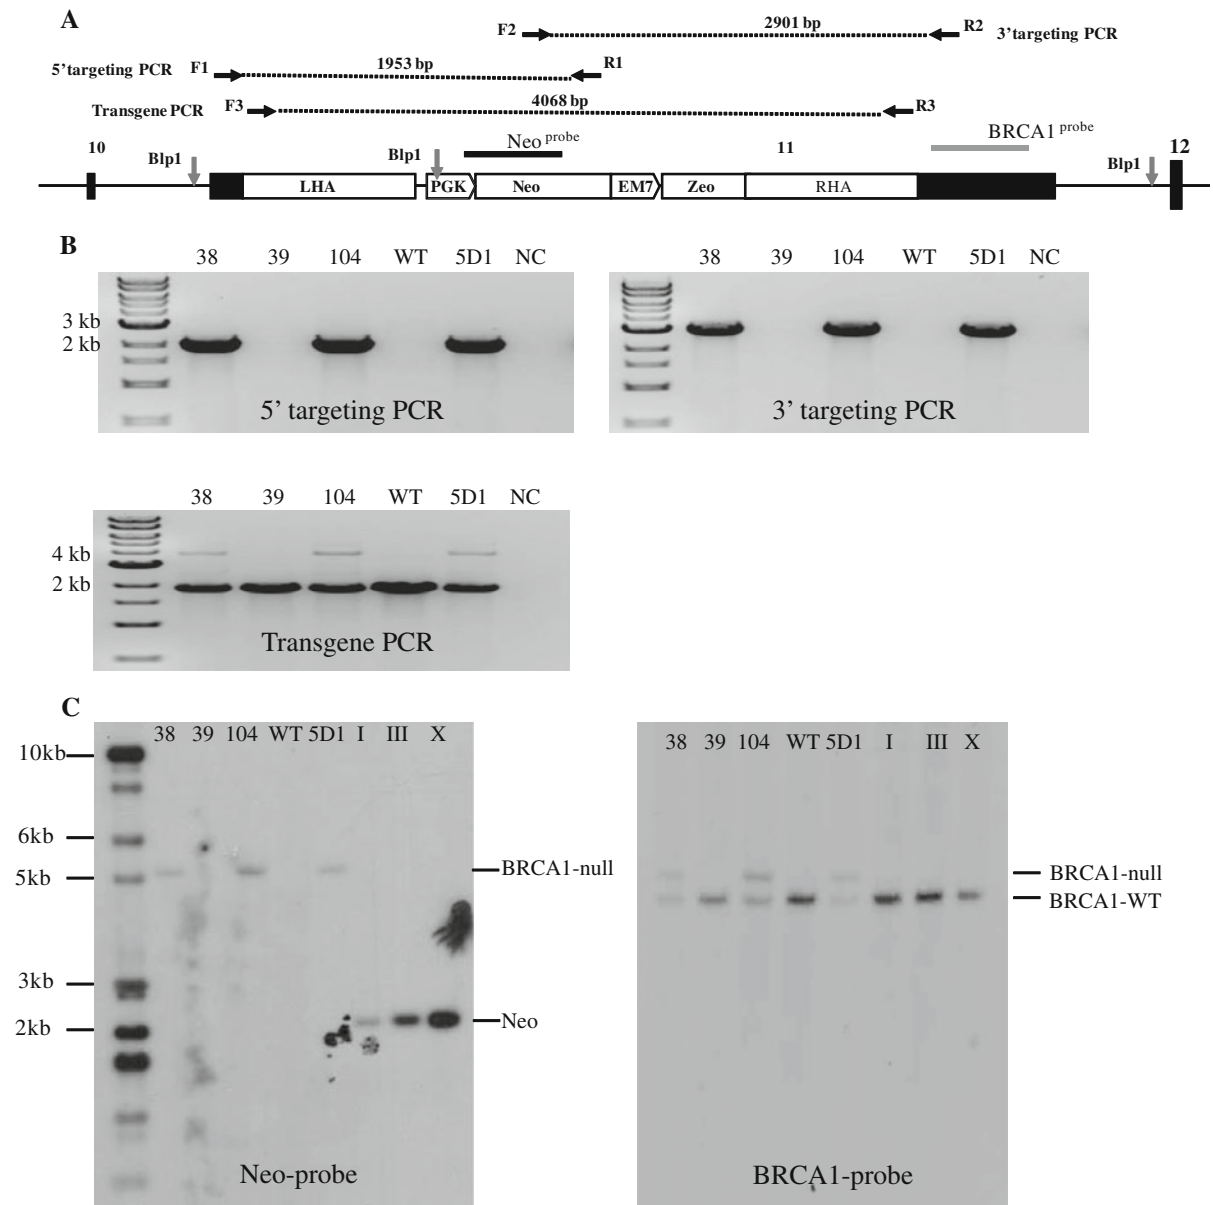 A
F2 2901 bp R2 3'targeting PCR
5'targeting PCR F1 1953 bp R1
Transgene PCR F3 4068 bp R3
10 Blp1 Blp1 Neo probe 11 BRCA1 probe Blp1 12
LHA PGK Neo EM7 Zeo RHA
B
38 39 104 WT 5D1 NC
3 kb
2 kb
5' targeting PCR
38 39 104 WT 5D1 NC
3' targeting PCR
38 39 104 WT 5D1 NC
4 kb
2 kb
Transgene PCR
C
38 39 104 WT 5D1 I III X
10kb
6kb
5kb
3kb
2kb
BRCA1-null
Neo
Neo-probe
38 39 104 WT 5D1 I III X
BRCA1-null
BRCA1-WT
BRCA1-probe